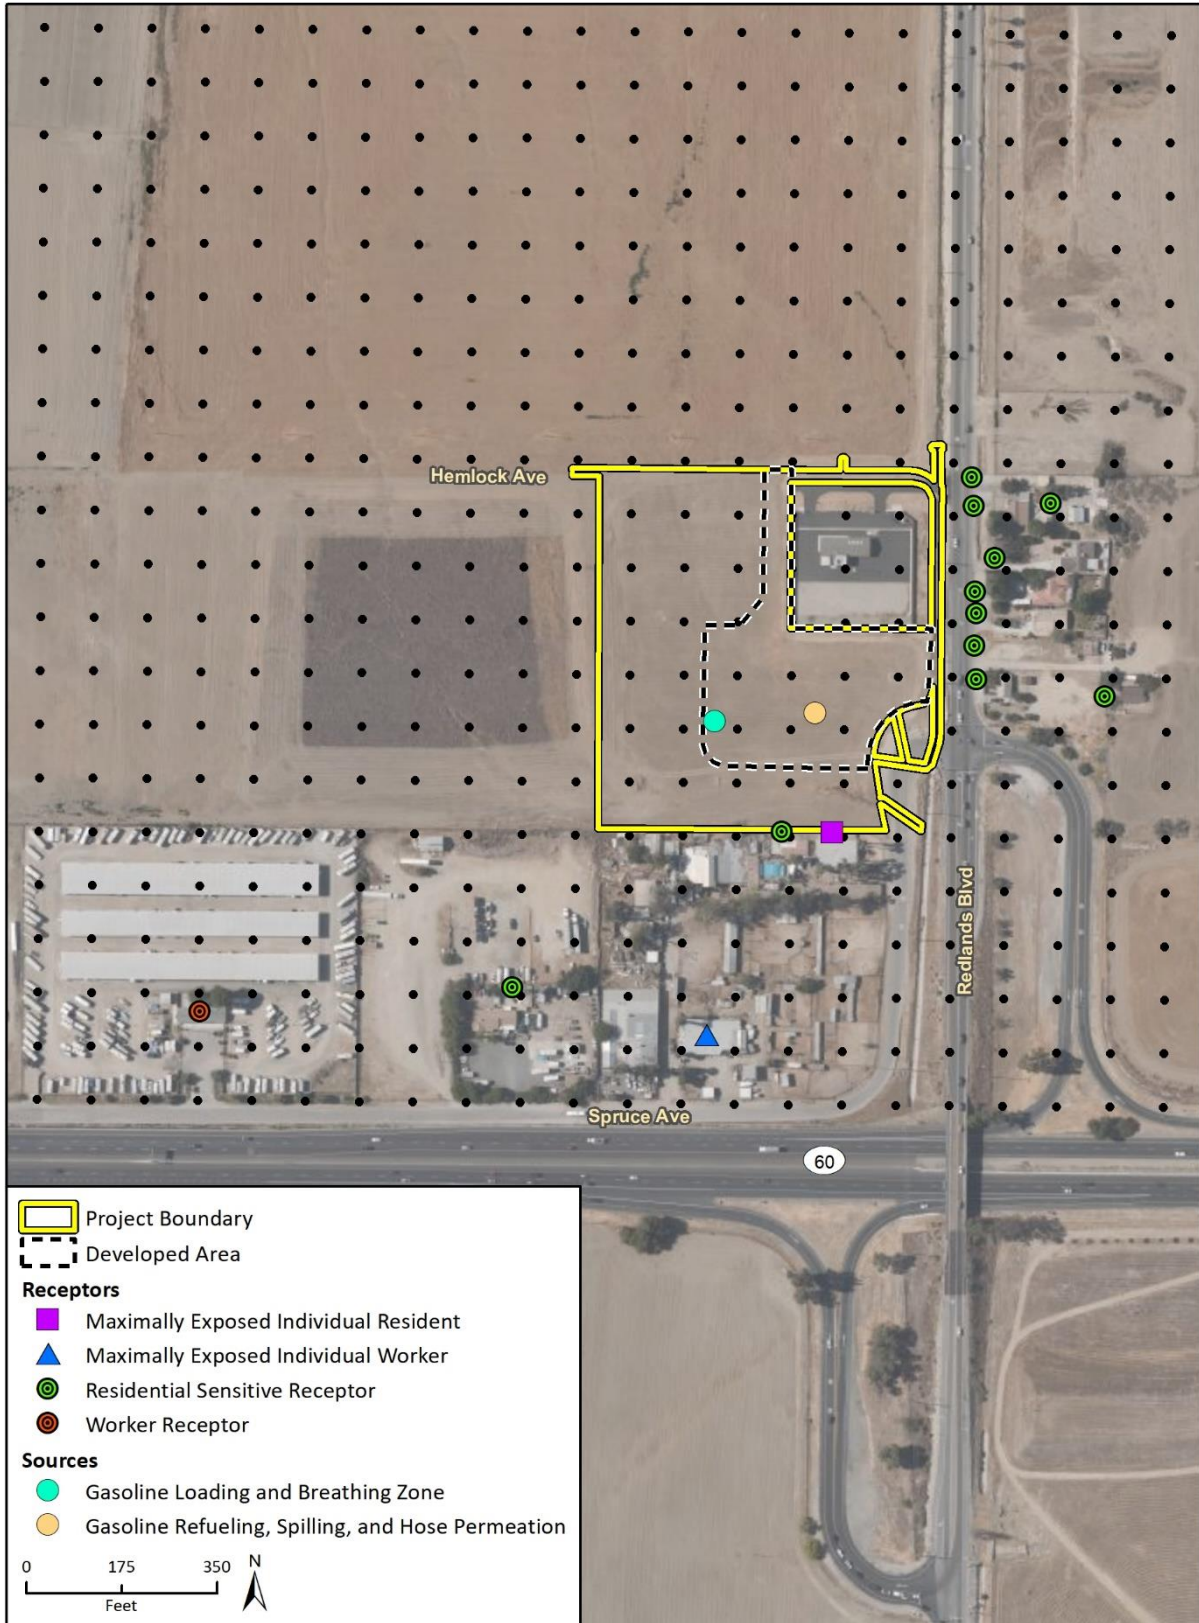 Hemlock Ave
Redlands Blvd
Spruce Ave
60
Project Boundary
Developed Area
Receptors
Maximally Exposed Individual Resident
Maximally Exposed Individual Worker
Residential Sensitive Receptor
Worker Receptor
Sources
Gasoline Loading and Breathing Zone
Gasoline Refueling, Spilling, and Hose Permeation
0 175 350 N
Feet